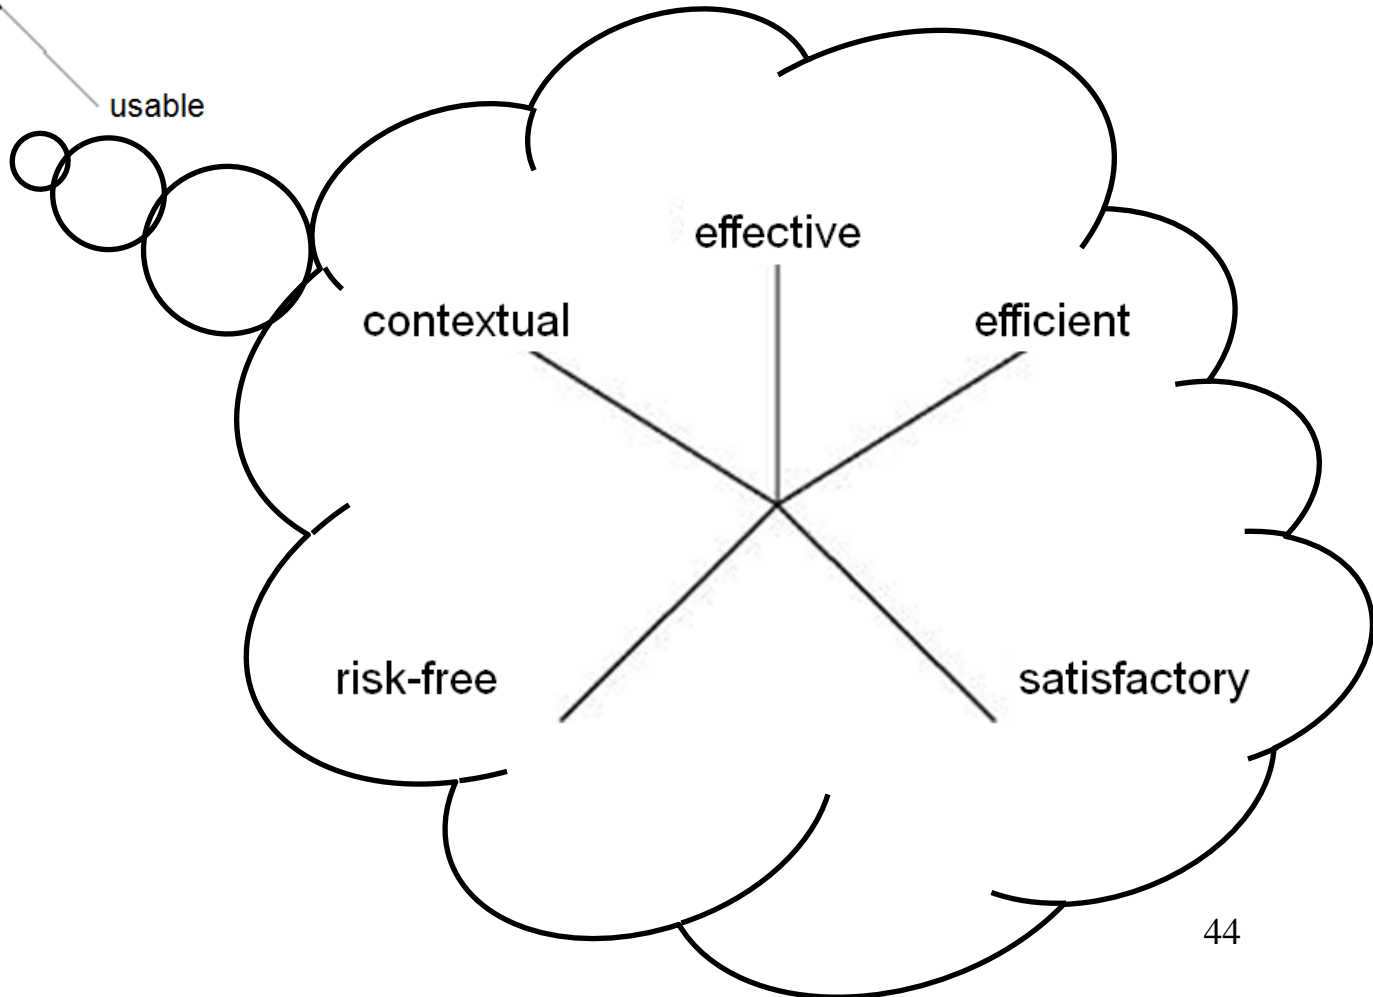 usable
effective
contextual
efficient
risk-free
satisfactory
44